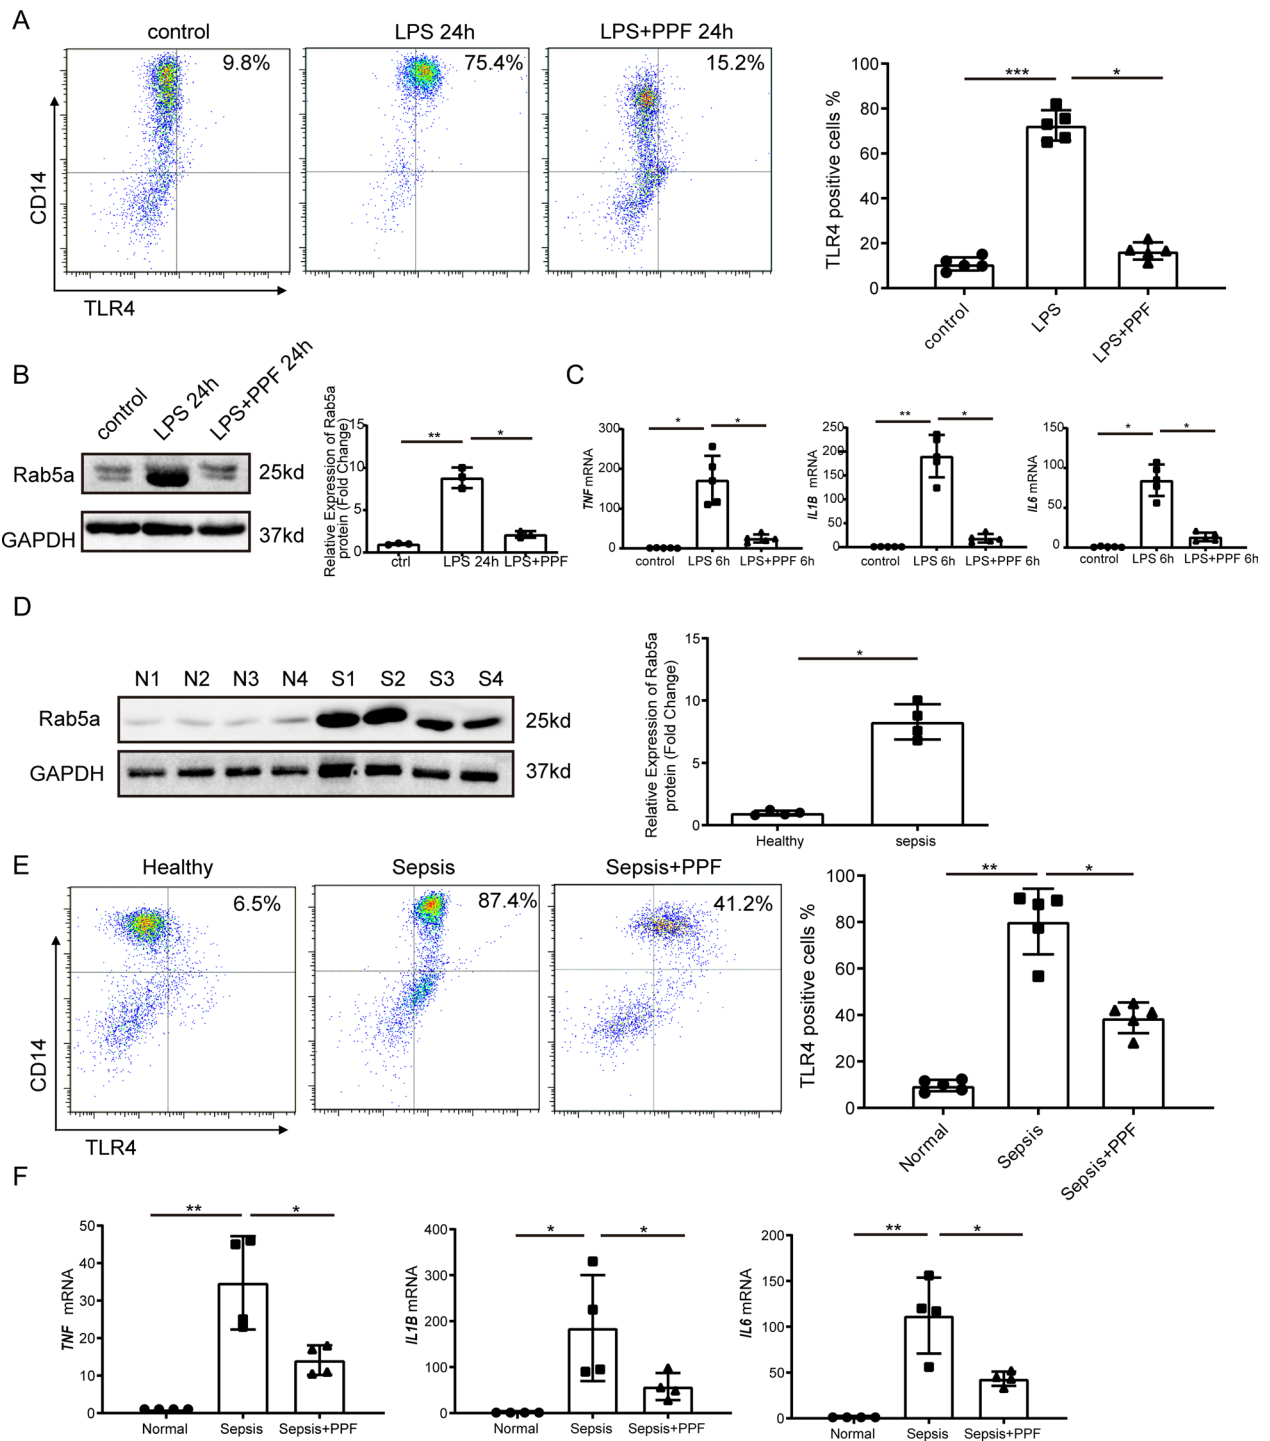 A
control
LPS 24h
LPS+PPF 24h
9.8%
75.4%
15.2%
CD14
TLR4
TLR4 positive cells %
100
80
60
40
20
0
***
*
control
LPS
LPS+PPF
B
control
LPS 24h
LPS+PPF 24h
Rab5a
25kd
GAPDH
37kd
Relative Expression of Rab5a
protein (Fold Change)
15
10
5
0
**
*
ctrl
LPS 24h
LPS+PPF
C
TNF mRNA
300
200
100
0
*
*
control
LPS 6h
LPS+PPF 6h
IL1B mRNA
250
200
150
100
50
0
**
*
control
LPS 6h
LPS+PPF 6h
IL6 mRNA
150
100
50
0
*
*
control
LPS 6h
LPS+PPF 6h
D
N1 N2 N3 N4 S1 S2 S3 S4
Rab5a
25kd
GAPDH
37kd
Relative Expression of Rab5a
protein (Fold Change)
15
10
5
0
*
Healthy
sepsis
E
Healthy
Sepsis
Sepsis+PPF
6.5%
87.4%
41.2%
CD14
TLR4
TLR4 positive cells %
100
80
60
40
20
0
**
*
Normal
Sepsis
Sepsis+PPF
F
TNF mRNA
50
40
30
20
10
0
**
*
Normal
Sepsis
Sepsis+PPF
IL1B mRNA
400
300
200
100
0
*
*
Normal
Sepsis
Sepsis+PPF
IL6 mRNA
200
150
100
50
0
**
*
Normal
Sepsis
Sepsis+PPF